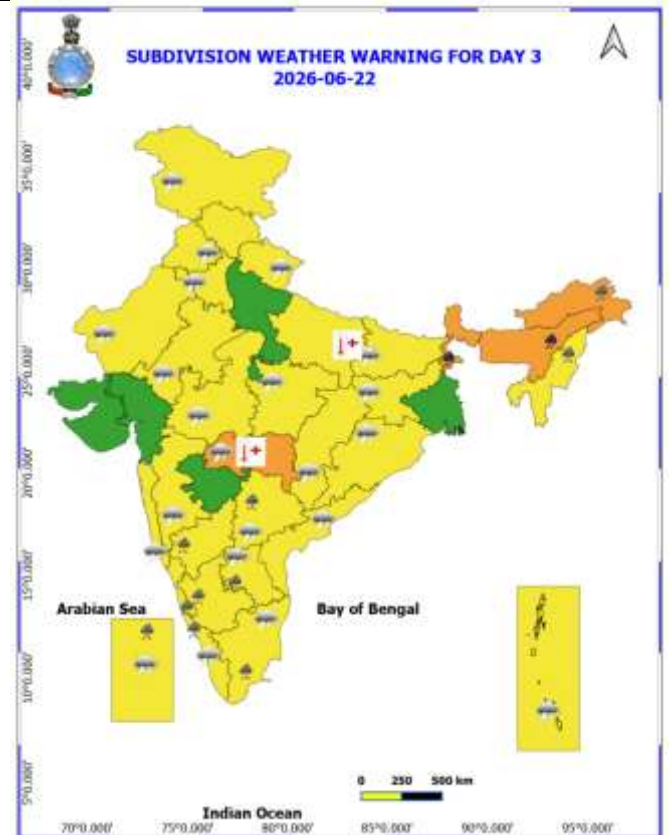 SUBDIVISION WEATHER WARNING FOR DAY 3
2026-06-22
40°0.000'
35°0.000'
30°0.000'
25°0.000'
20°0.000'
15°0.000'
10°0.000'
5°0.000'
Arabian Sea
Bay of Bengal
0 250 500 km
Indian Ocean
70°0.000' 75°0.000' 80°0.000' 85°0.000' 90°0.000' 95°0.000'